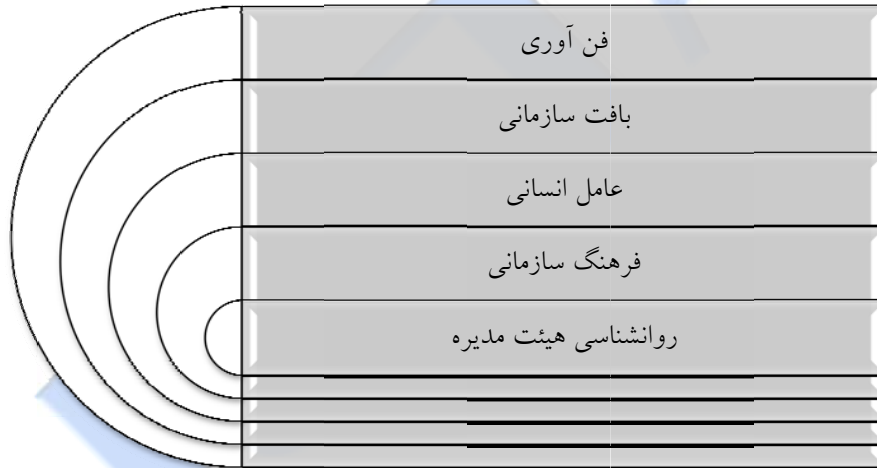 فن آوری
بافت سازمانی
عامل انسانی
فرهنگ سازمانی
روانشناسی هیئت مدیره